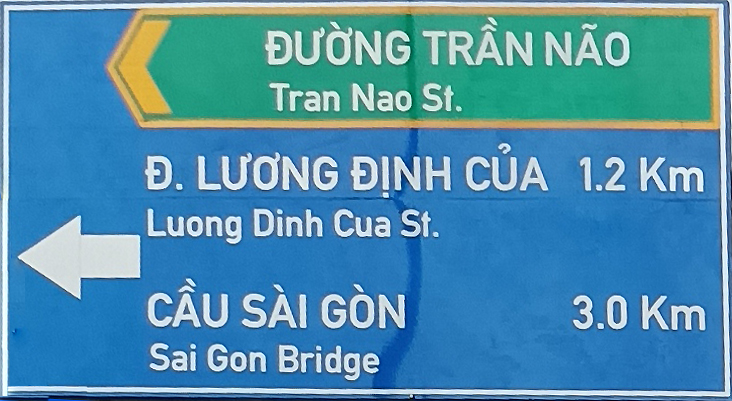 ĐƯỜNG TRẦN NÃO
Tran Nao St.
Đ. LƯƠNG ĐỊNH CỦA 1.2 Km
Luong Dinh Cua St.
CẦU SÀI GÒN 3.0 Km
Sai Gon Bridge